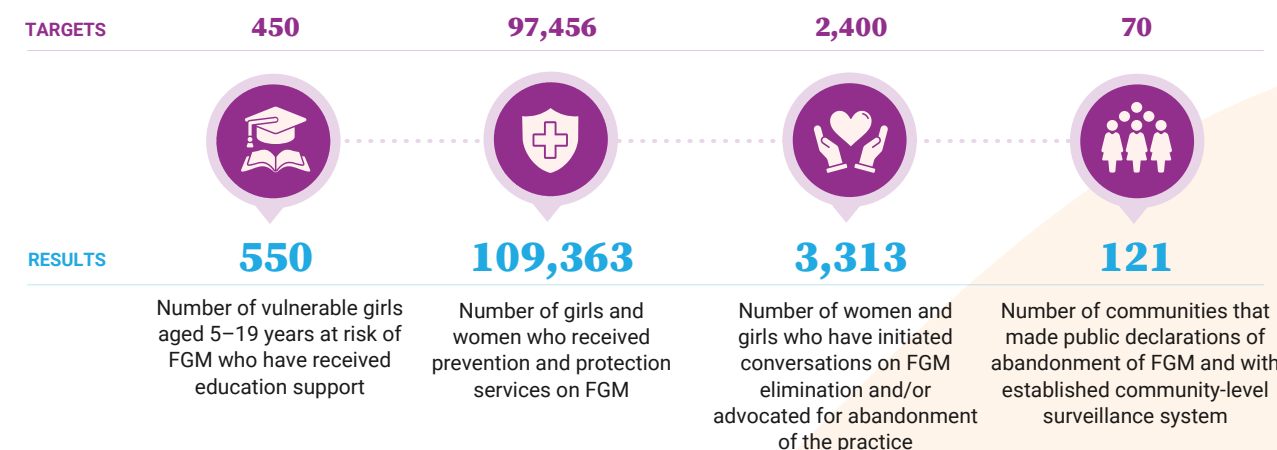 TARGETS 450 97,456 2,400 70
RESULTS 550 109,363 3,313 121
Number of vulnerable girls
aged 5–19 years at risk of
FGM who have received
education support
Number of girls and
women who received
prevention and protection
services on FGM
Number of women and
girls who have initiated
conversations on FGM
elimination and/or
advocated for abandonment
of the practice
Number of communities that
made public declarations of
abandonment of FGM and with
established community-level
surveillance system